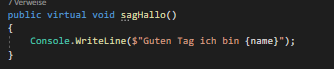 7 Verweise
public virtual void sagHallo()
{
Console.WriteLine($"Guten Tag ich bin {name}");
}